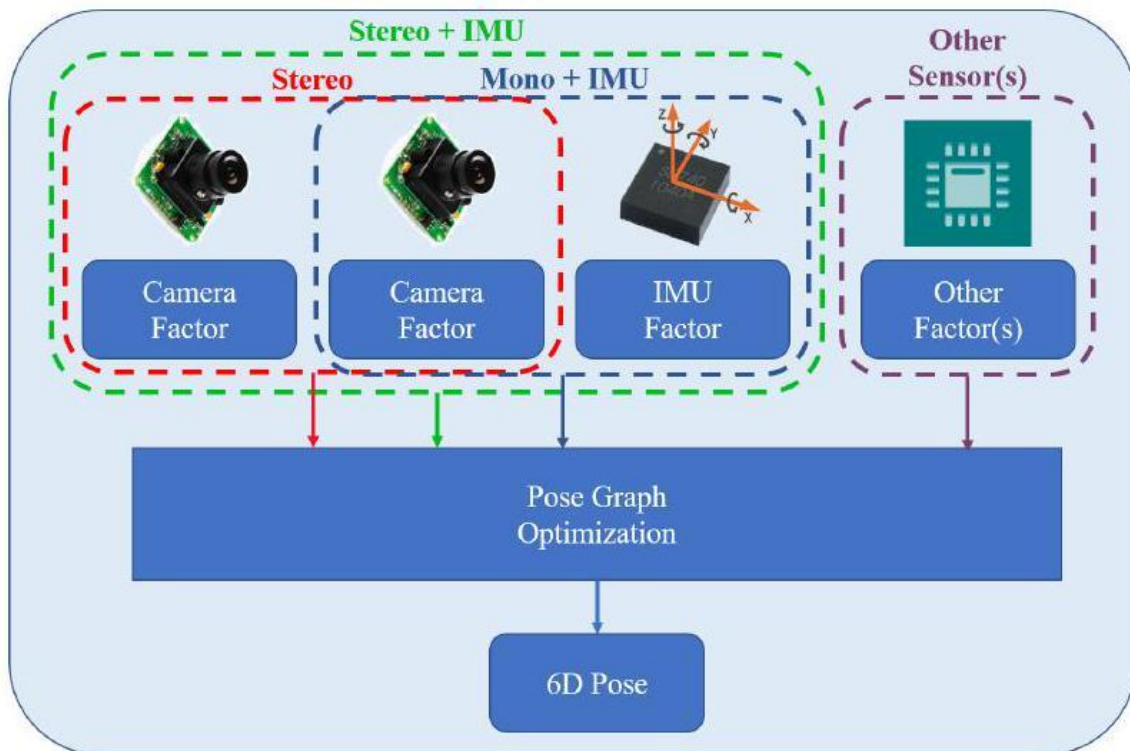 Stereo + IMU
Other
Sensor(s)
Stereo
Mono + IMU
Z
Y
X
Camera
Factor
Camera
Factor
IMU
Factor
Other
Factor(s)
Pose Graph
Optimization
6D Pose